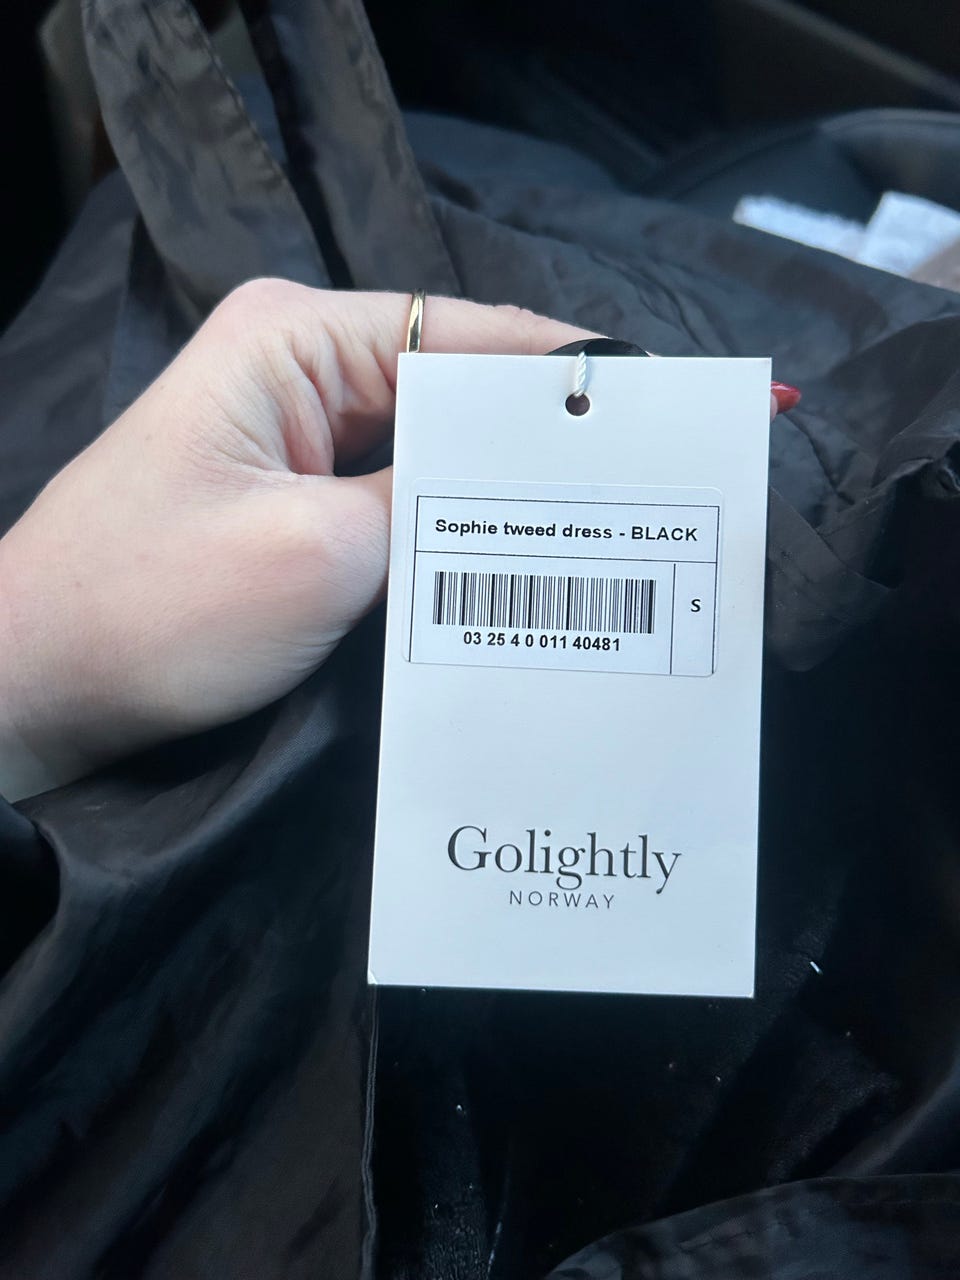 Sophie tweed dress - BLACK
S
03 25 4 0 011 40481
Golightly
NORWAY